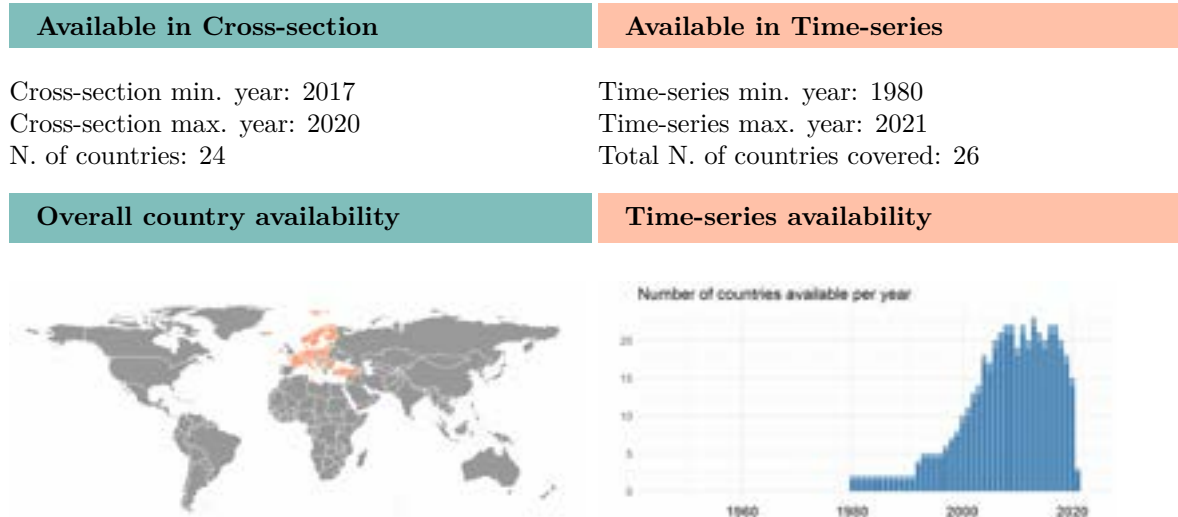 Available in Cross-section
Available in Time-series
Cross-section min. year: 2017
Cross-section max. year: 2020
N. of countries: 24
Time-series min. year: 1980
Time-series max. year: 2021
Total N. of countries covered: 26
Overall country availability
Time-series availability
Number of countries available per year
20
15
10
5
0
1960
1980
2000
2020